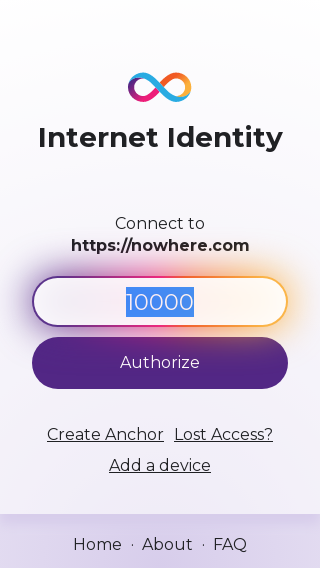 Internet Identity
Connect to
https://nowhere.com
10000
Authorize
Create Anchor Lost Access?
Add a device
Home · About · FAQ